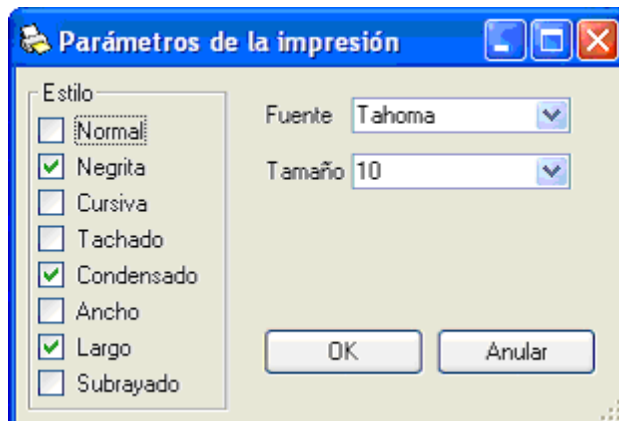 Parámetros de la impresión
Estilo
Normal
Negrita
Cursiva
Tachado
Condensado
Ancho
Largo
Subrayado
Fuente Tahoma
Tamaño 10
OK Anular